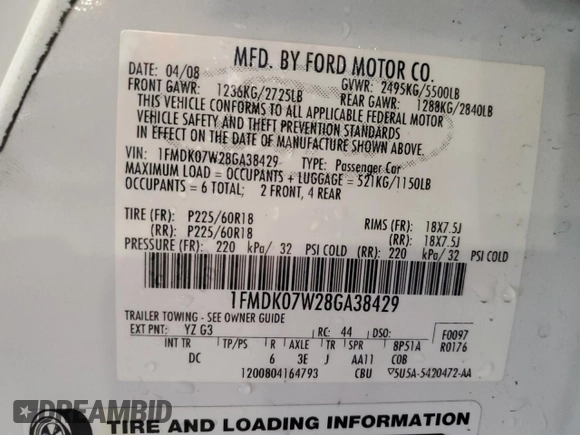 MFD. BY FORD MOTOR CO.
DATE: 04/08 GVWR: 2495KG/5500LB
FRONT GAWR: 1236KG/2725LB REAR GAWR: 1288KG/2840LB
THIS VEHICLE CONFORMS TO ALL APPLICABLE FEDERAL MOTOR
VEHICLE SAFETY AND THEFT PREVENTION STANDARDS
IN EFFECT ON THE DATE OF MANUFACTURE SHOWN ABOVE.
VIN: 1FMDK07W28GA38429 TYPE: Passenger Car
MAXIMUM LOAD = OCCUPANTS + LUGGAGE = 521KG/1150LB
OCCUPANTS = 6 TOTAL; 2 FRONT, 4 REAR
TIRE (FR): P225/60R18 RIMS (FR): 18X7.5J
(RR): P225/60R18 (RR): 18X7.5J
PRESSURE (FR): 220 kPa/ 32 PSI COLD (RR): 220 kPa/ 32 PSI COLD
1FMDK07W28GA38429
TRAILER TOWING - SEE OWNER GUIDE
EXT PNT: YZ G3 RC: 44 DSO: F0097
INT TR TP/PS R AXLE TR SPR BP51A R0176
DC 6 3E J AA11 C0B
1200804164793 CBU 5U5A-5420472-AA
TIRE AND LOADING INFORMATION
DREAMBID